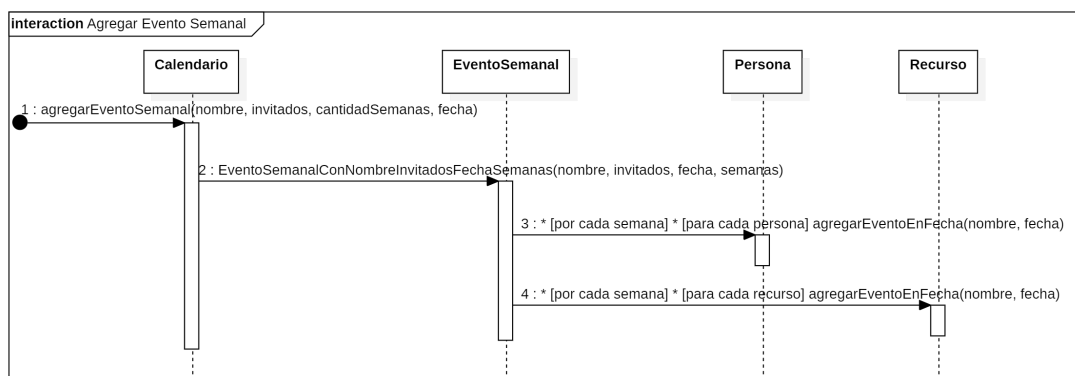 interaction Agregar Evento Semanal
Calendario
EventoSemanal
Persona
Recurso
1 : agregarEventoSemanal(nombre, invitados, cantidadSemanas, fecha)
2 : EventoSemanalConNombreInvitadosFechaSemanas(nombre, invitados, fecha, semanas)
3 : * [por cada semana] * [para cada persona] agregarEventoEnFecha(nombre, fecha)
4 : * [por cada semana] * [para cada recurso] agregarEventoEnFecha(nombre, fecha)